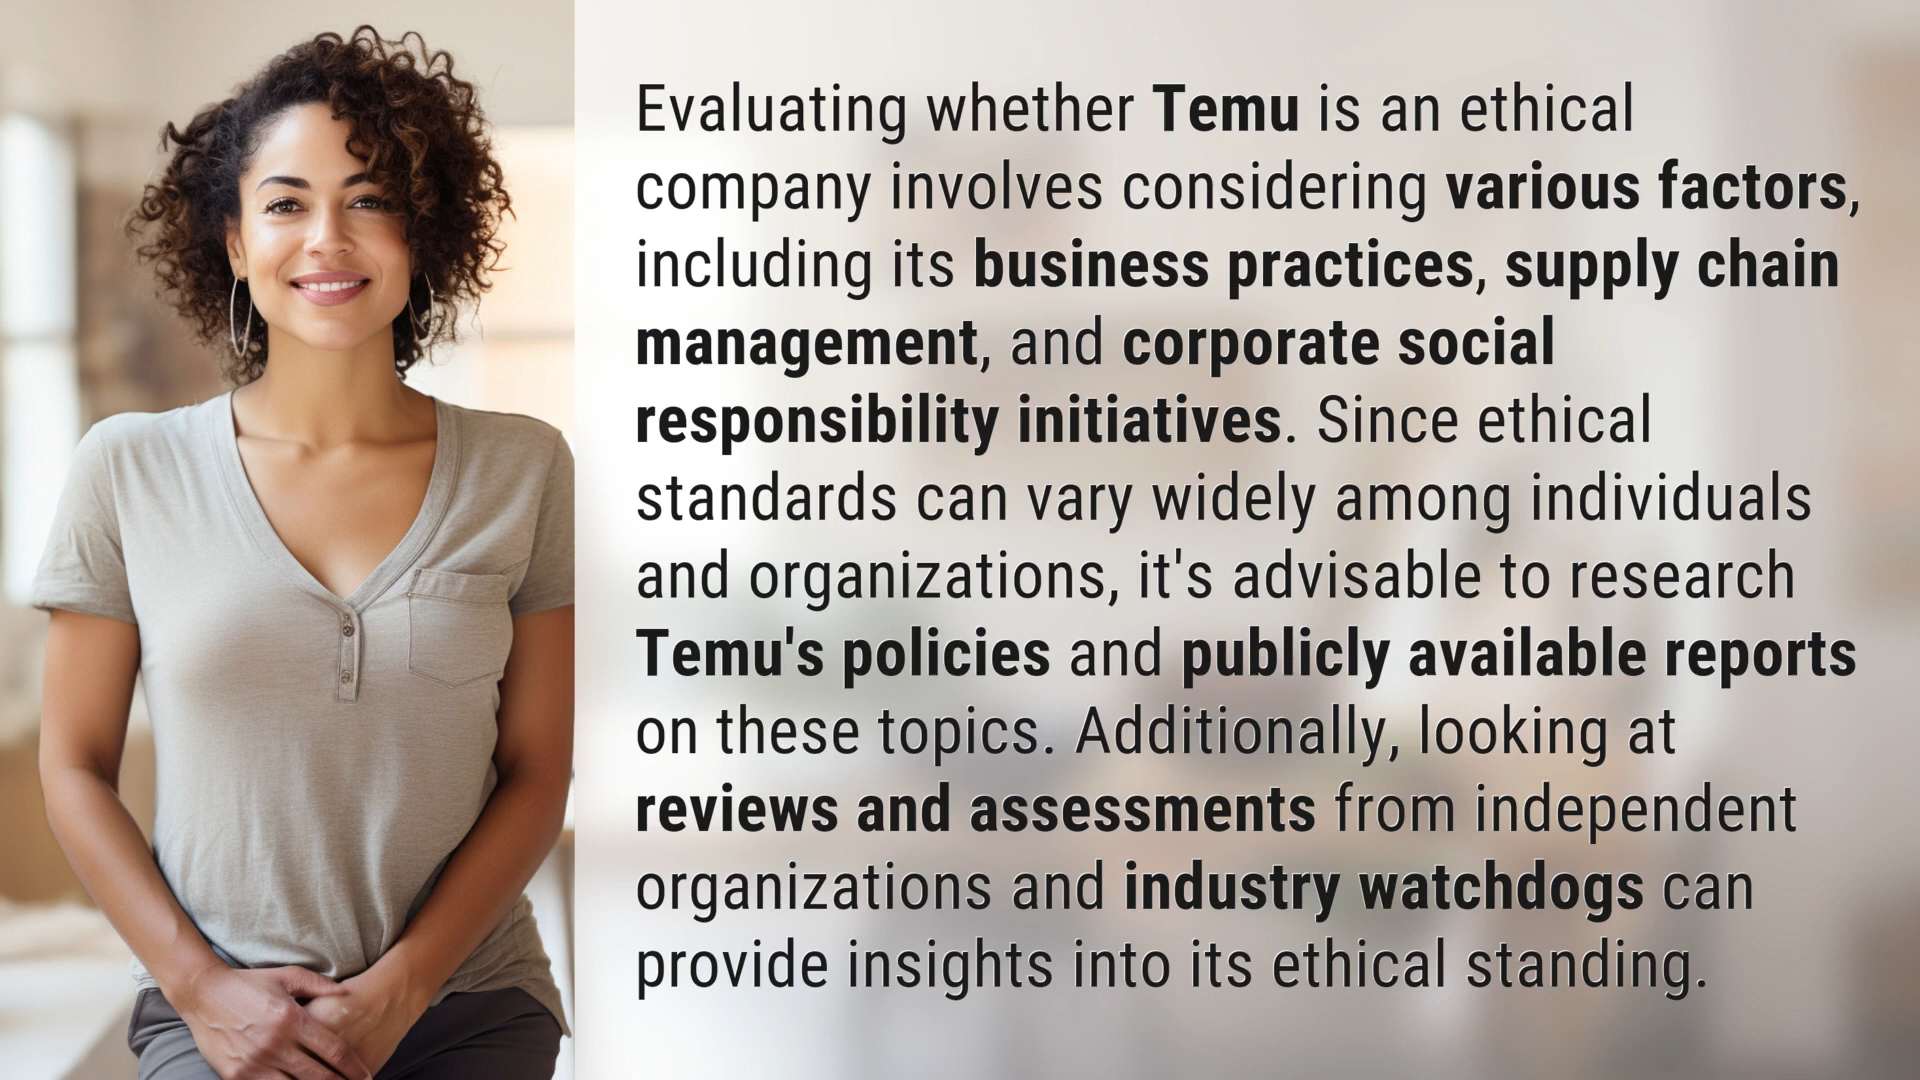 Evaluating whether Temu is an ethical
company involves considering various factors,
including its business practices, supply chain
management, and corporate social
responsibility initiatives. Since ethical
standards can vary widely among individuals
and organizations, it's advisable to research
Temu's policies and publicly available reports
on these topics. Additionally, looking at
reviews and assessments from independent
organizations and industry watchdogs can
provide insights into its ethical standing.